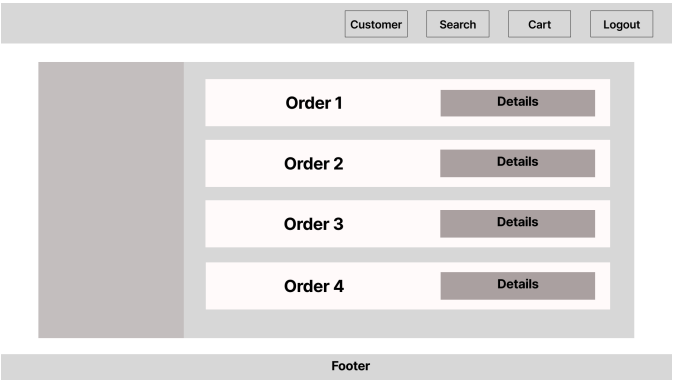 Customer Search Cart Logout
Order 1 Details
Order 2 Details
Order 3 Details
Order 4 Details
Footer